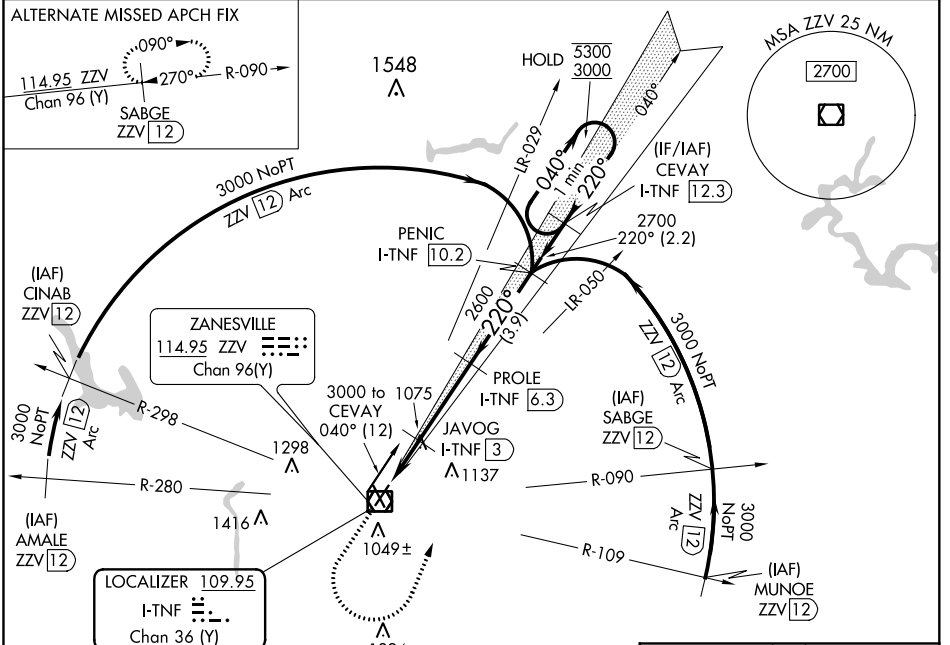 ALTERNATE MISSED APCH FIX
090°
114.95 ZZV
270°
R-090
Chan 96 (Y)
SABGE
ZZV 12
1548
HOLD 5300
3000
MSA ZZV 25 NM
2700
LR-029
040°
040°
1 min
220°
(IF/IAF)
CEVAY
I-TNF 12.3
2700
220° (2.2)
3000 NoPT
ZZV 12 Arc
PENIC
I-TNF 10.2
LR-050
2600
220°
(3.9)
(IAF)
CINAB
ZZV 12
3000 NoPT
ZZV 12 Arc
ZANESVILLE
114.95 ZZV
Chan 96(Y)
PROLE
I-TNF 6.3
3000
NoPT
ZZV 12
Arc
R-298
3000 to
CEVAY
040° (12)
1075
JAVOG
I-TNF 3
(IAF)
SABGE
ZZV 12
1298
1137
R-280
R-090
(IAF)
AMALE
ZZV 12
1416
1049±
3000
NoPT
ZZV 12
Arc
R-109
(IAF)
MUNOE
ZZV 12
LOCALIZER 109.95
I-TNF
Chan 36 (Y)